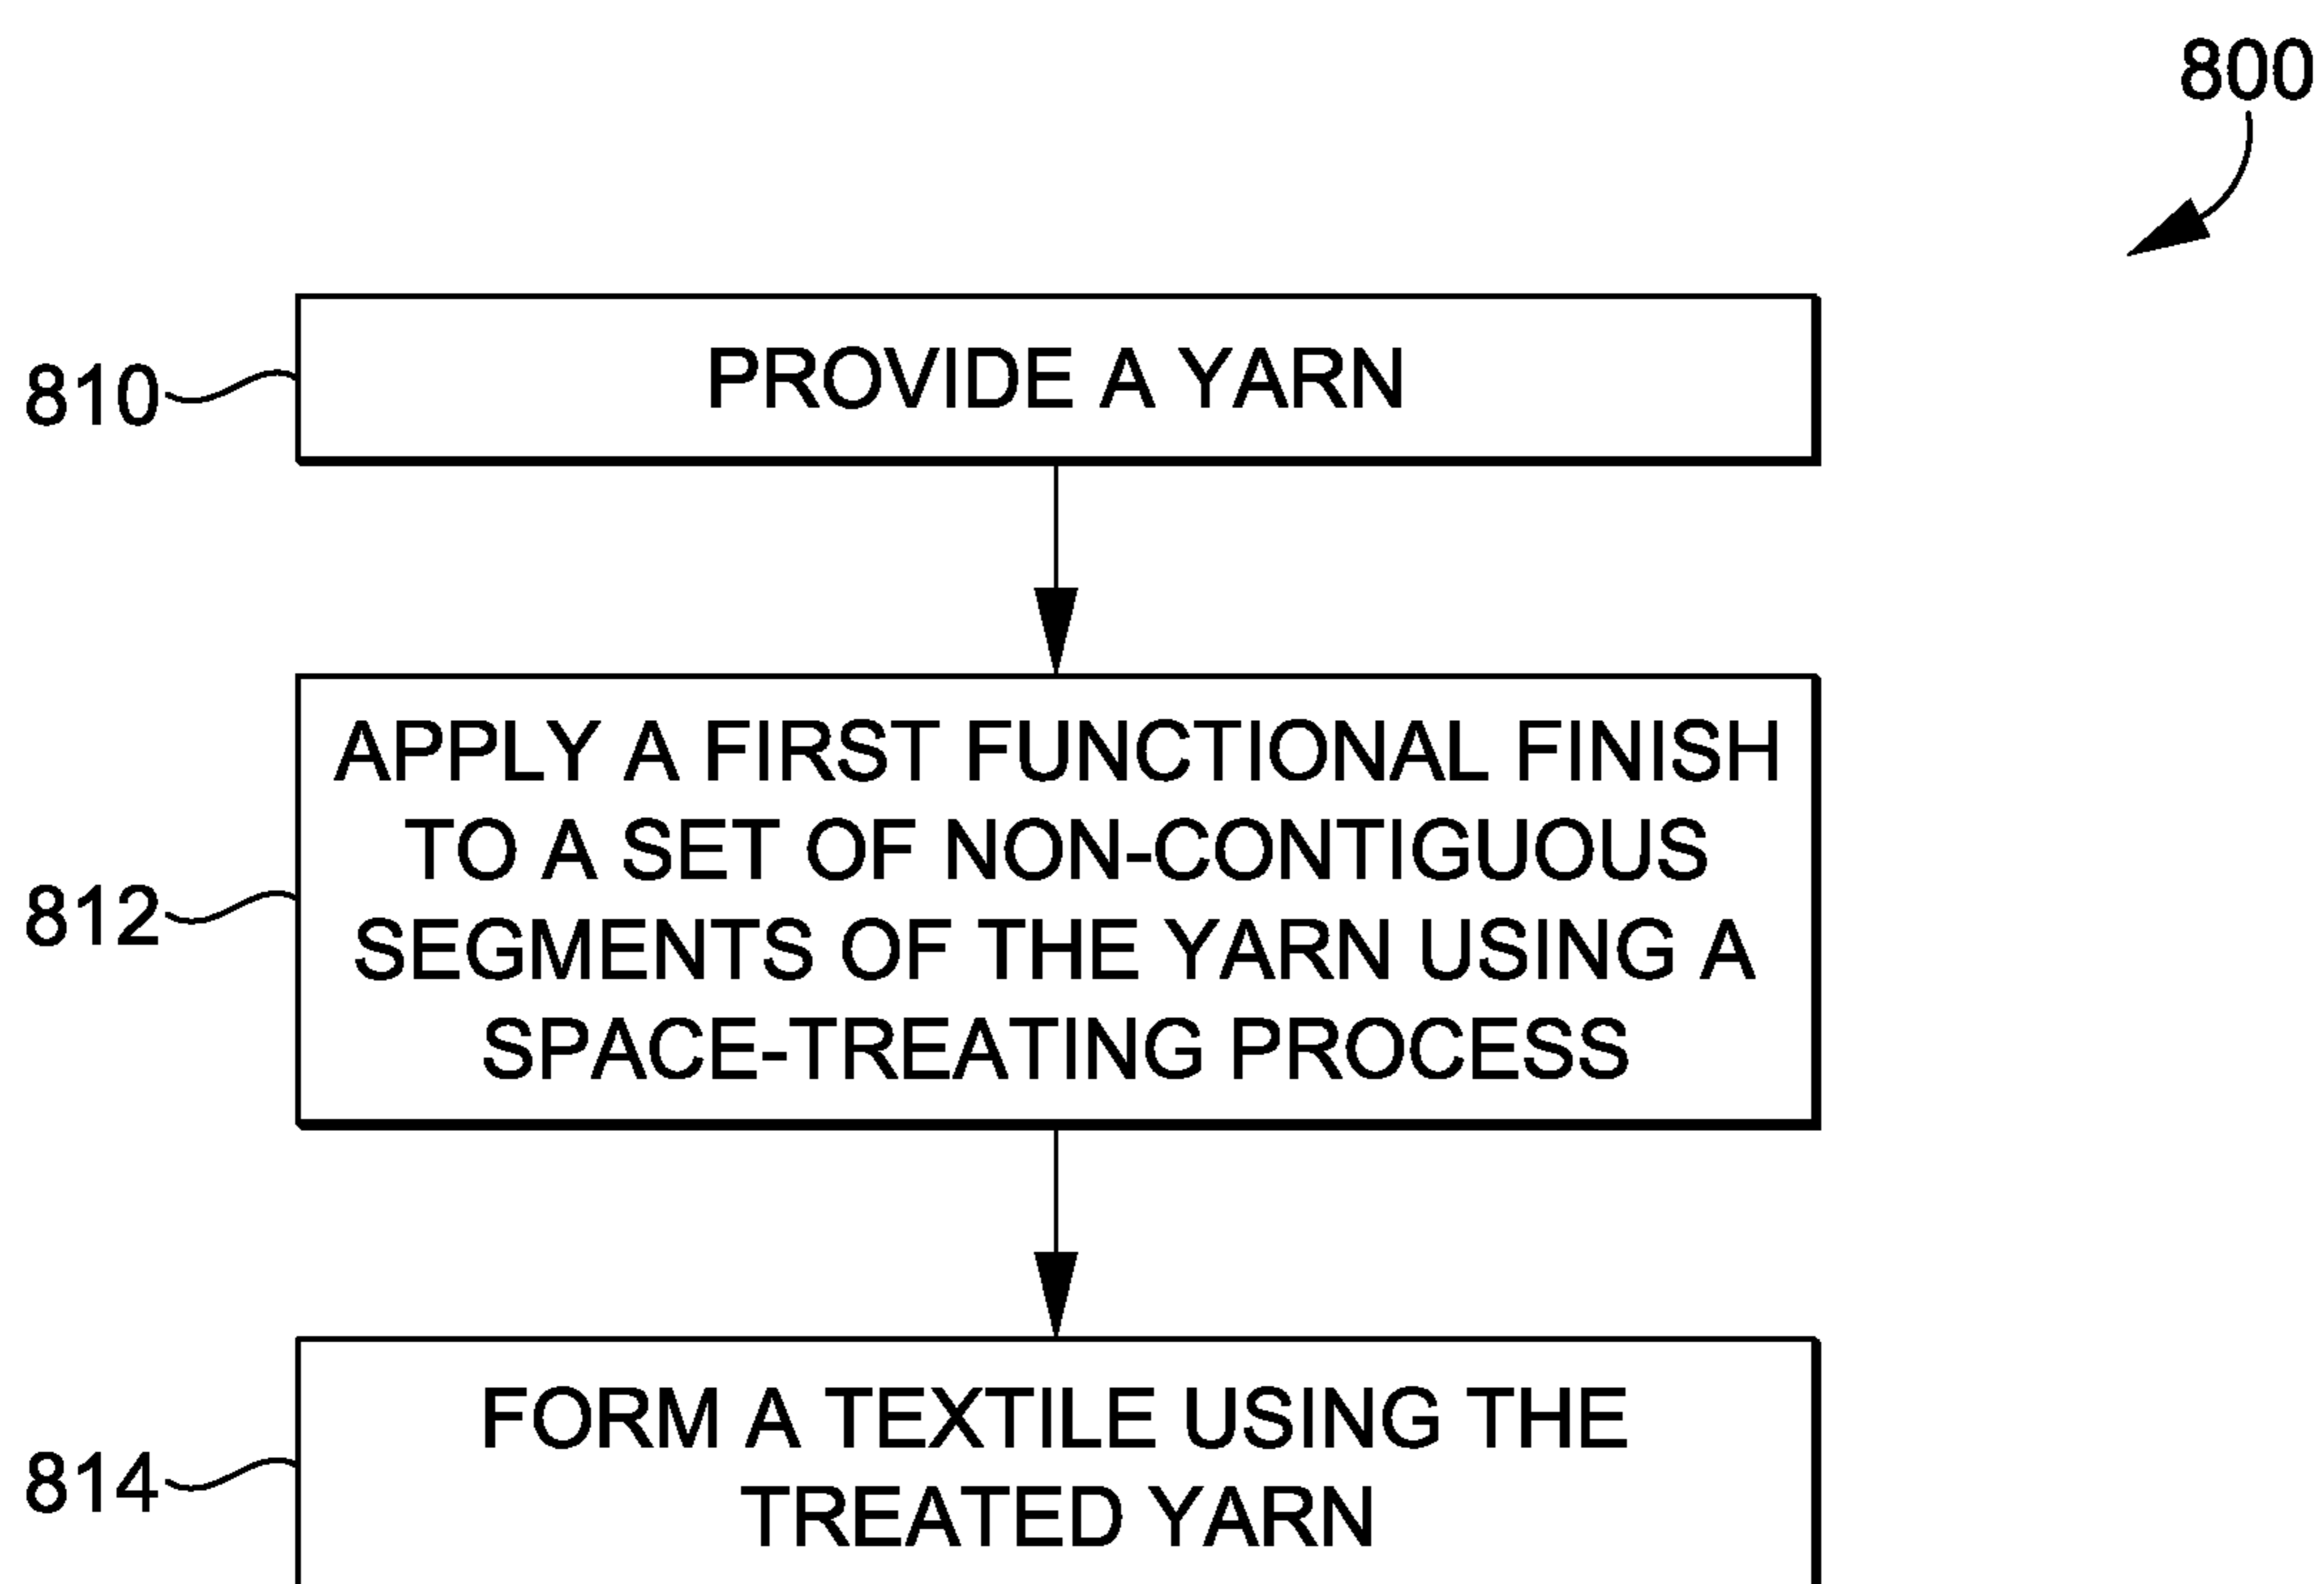 800
810
PROVIDE A YARN
812
APPLY A FIRST FUNCTIONAL FINISH
TO A SET OF NON-CONTIGUOUS
SEGMENTS OF THE YARN USING A
SPACE-TREATING PROCESS
814
FORM A TEXTILE USING THE
TREATED YARN